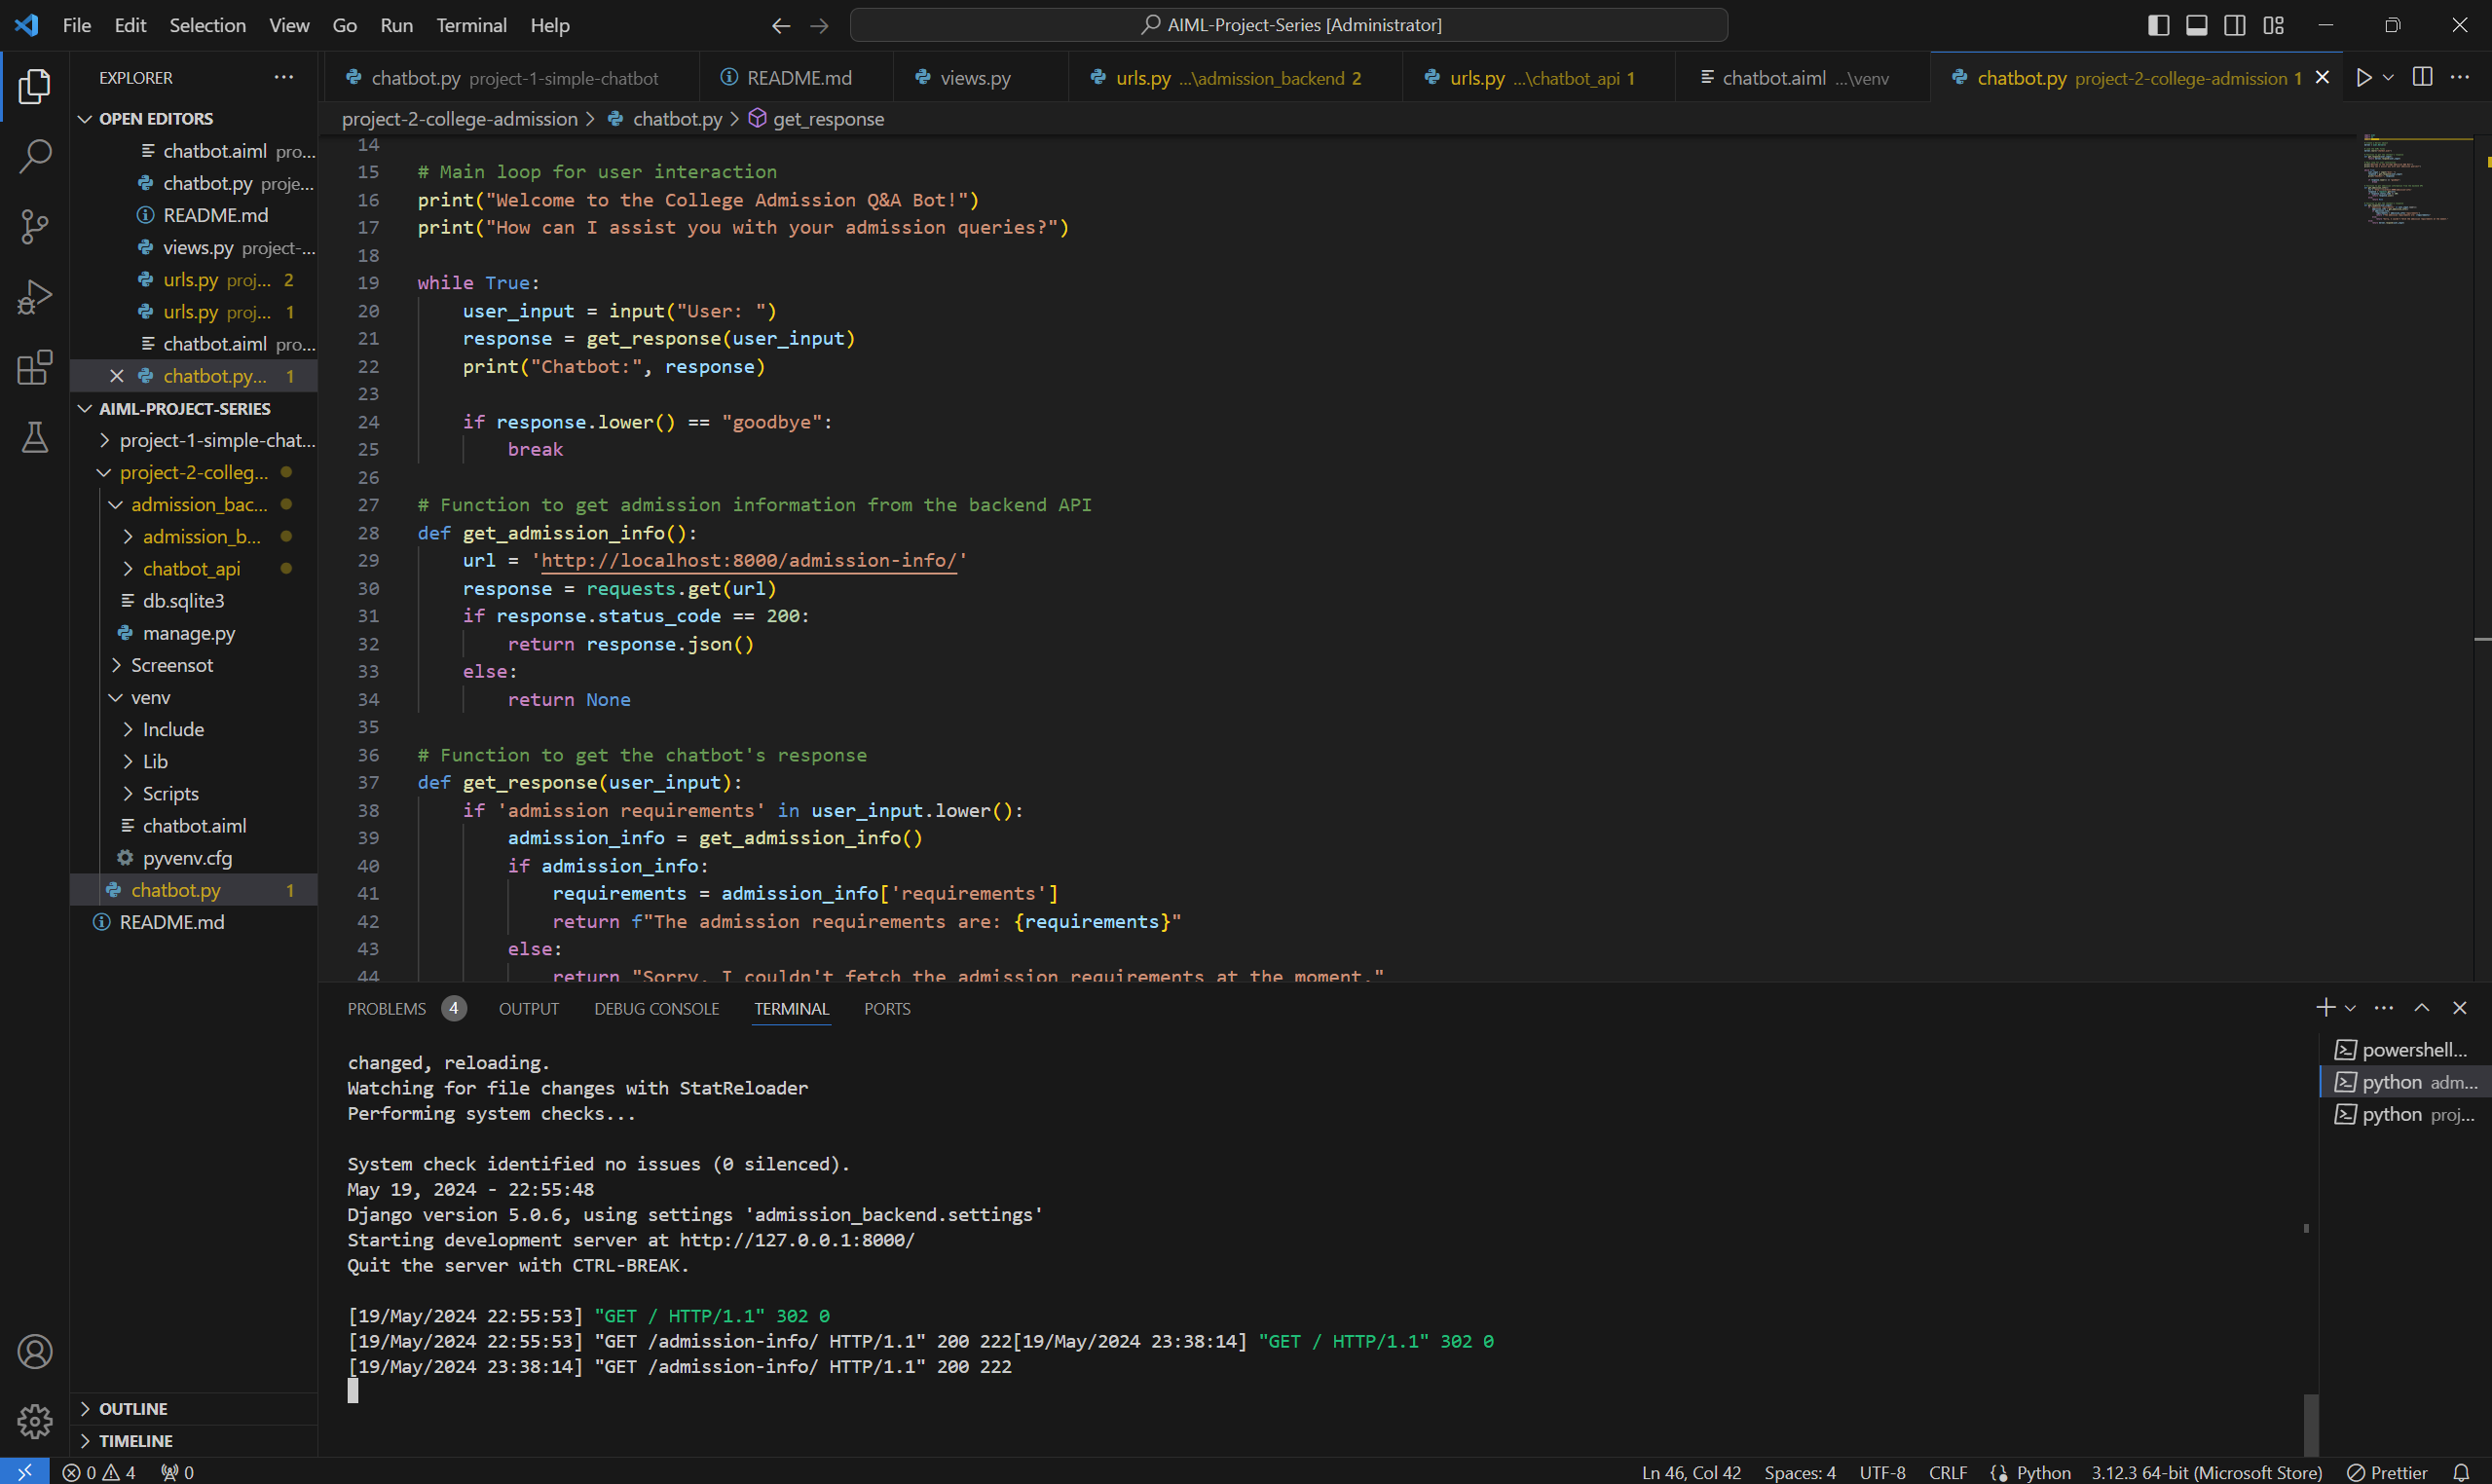 File Edit Selection View Go Run Terminal Help
AIML-Project-Series [Administrator]
EXPLORER
chatbot.py project-1-simple-chatbot
README.md
views.py
urls.py ...\admission_backend 2
urls.py ...\chatbot_api 1
chatbot.aiml ...\venv
chatbot.py project-2-college-admission 1
project-2-college-admission > chatbot.py > get_response
OPEN EDITORS
chatbot.aiml pro...
chatbot.py proje...
README.md
views.py project-...
urls.py proj... 2
urls.py proj... 1
chatbot.aiml pro...
chatbot.py... 1
AIML-PROJECT-SERIES
project-1-simple-chat...
project-2-colleg...
admission_bac...
admission_b...
chatbot_api
db.sqlite3
manage.py
Screensot
venv
Include
Lib
Scripts
chatbot.aiml
pyvenv.cfg
chatbot.py 1
README.md
OUTLINE
TIMELINE
14
15 # Main loop for user interaction
16 print("Welcome to the College Admission Q&A Bot!")
17 print("How can I assist you with your admission queries?")
18
19 while True:
20 user_input = input("User: ")
21 response = get_response(user_input)
22 print("Chatbot:", response)
23
24 if response.lower() == "goodbye":
25 break
26
27 # Function to get admission information from the backend API
28 def get_admission_info():
29 url = 'http://localhost:8000/admission-info/'
30 response = requests.get(url)
31 if response.status_code == 200:
32 return response.json()
33 else:
34 return None
35
36 # Function to get the chatbot's response
37 def get_response(user_input):
38 if 'admission requirements' in user_input.lower():
39 admission_info = get_admission_info()
40 if admission_info:
41 requirements = admission_info['requirements']
42 return f"The admission requirements are: {requirements}"
43 else:
44 return "Sorry, I couldn't fetch the admission requirements at the moment."
PROBLEMS 4 OUTPUT DEBUG CONSOLE TERMINAL PORTS
changed, reloading.
Watching for file changes with StatReloader
Performing system checks...
System check identified no issues (0 silenced).
May 19, 2024 - 22:55:48
Django version 5.0.6, using settings 'admission_backend.settings'
Starting development server at http://127.0.0.1:8000/
Quit the server with CTRL-BREAK.
[19/May/2024 22:55:53] "GET / HTTP/1.1" 302 0
[19/May/2024 22:55:53] "GET /admission-info/ HTTP/1.1" 200 222[19/May/2024 23:38:14] "GET / HTTP/1.1" 302 0
[19/May/2024 23:38:14] "GET /admission-info/ HTTP/1.1" 200 222
powershell...
python adm...
python proj...
0 4 0
Ln 46, Col 42 Spaces: 4 UTF-8 CRLF Python 3.12.3 64-bit (Microsoft Store) Prettier